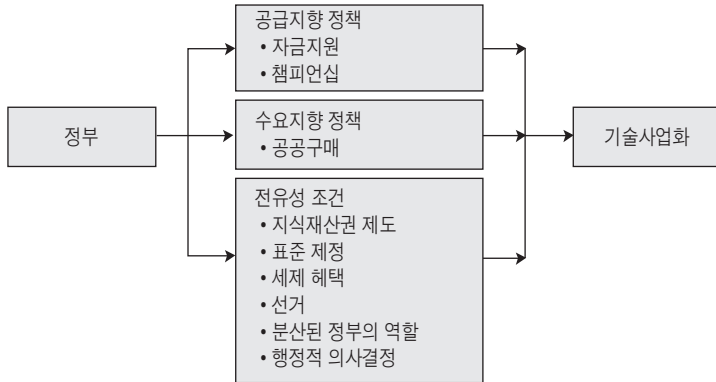 공급지향 정책
• 자금지원
• 챔피언십
정부
수요지향 정책
• 공공구매
기술사업화
전유성 조건
• 지식재산권 제도
• 표준 제정
• 세제 헤택
• 선거
• 분산된 정부의 역할
• 행정적 의사결정